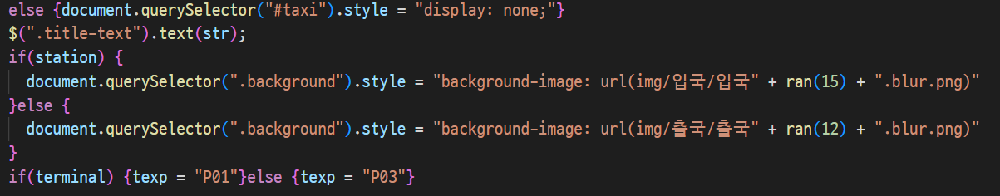 else {document.querySelector("#taxi").style = "display: none;"}
$(".title-text").text(str);
if(station) {
document.querySelector(".background").style = "background-image: url(img/입국/입국" + ran(15) + ".blur.png)"
}else {
document.querySelector(".background").style = "background-image: url(img/출국/출국" + ran(12) + ".blur.png)"
}
if(terminal) {texp = "P01"}else {texp = "P03"}